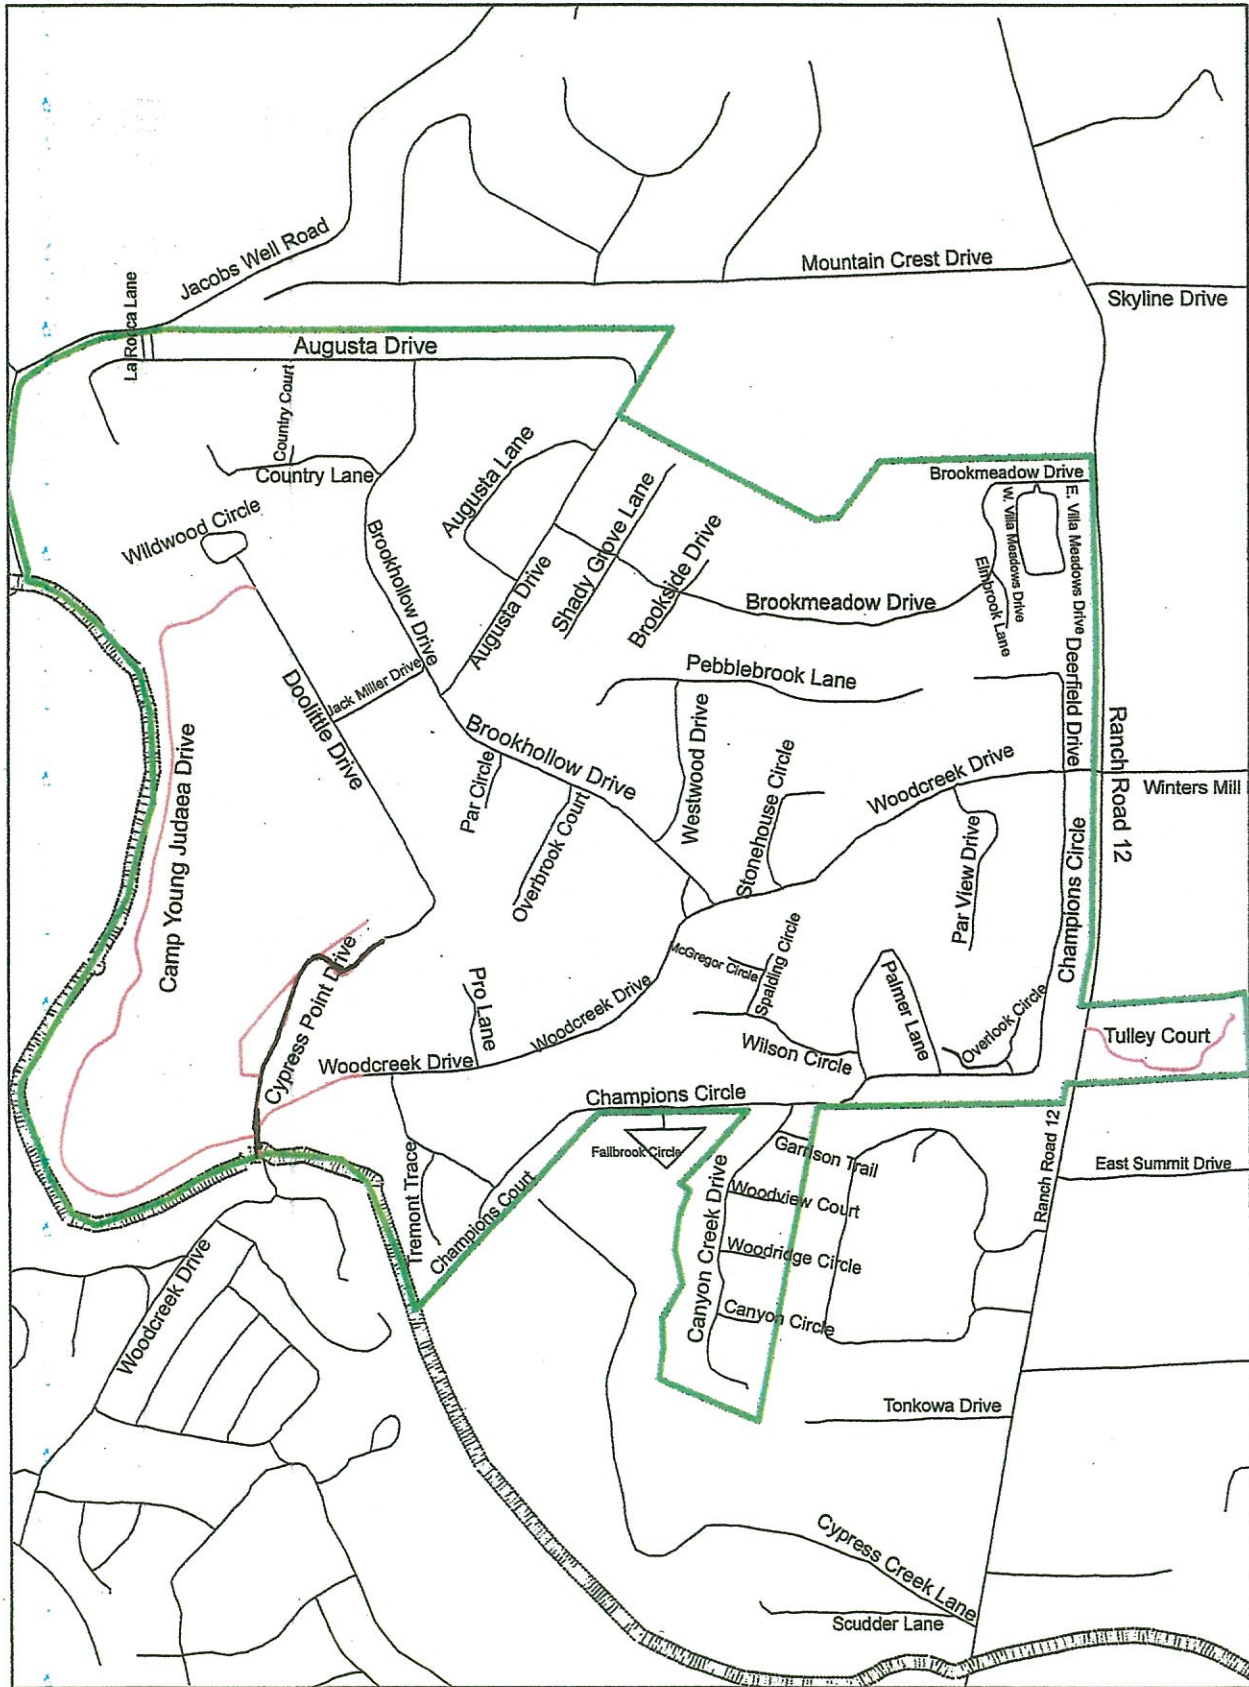 Jacobs Well Road
Mountain Crest Drive
Skyline Drive
La Rocca Lane
Augusta Drive
Country Court
Country Lane
Augusta Lane
Brookmeadow Drive
E. Villa Meadows Drive
W. Villa Meadows Drive
Elmbrook Lane
Wildwood Circle
Brookhollow Drive
Augusta Drive
Shady Grove Lane
Brookside Drive
Brookmeadow Drive
Deerfield Drive
Jack Miller Drive
Doolittle Drive
Pebblebrook Lane
Ranch Road 12
Camp Young Judaea Drive
Brookhollow Drive
Par Circle
Overbrook Court
Westwood Drive
Stonehouse Circle
Woodcreek Drive
Winters Mill
Par View Drive
Champions Circle
Cypress Point Drive
Pro Lane
Woodcreek Drive
McGregor Circle
Spalding Circle
Palmer Lane
Overlook Circle
Tulley Court
Woodcreek Drive
Wilson Circle
Champions Circle
Fallbrook Circle
Garrison Trail
Ranch Road 12
East Summit Drive
Tremont Trace
Champions Court
Canyon Creek Drive
Woodview Court
Woodridge Circle
Canyon Circle
Woodcreek Drive
Tonkowa Drive
Cypress Creek Lane
Scudder Lane